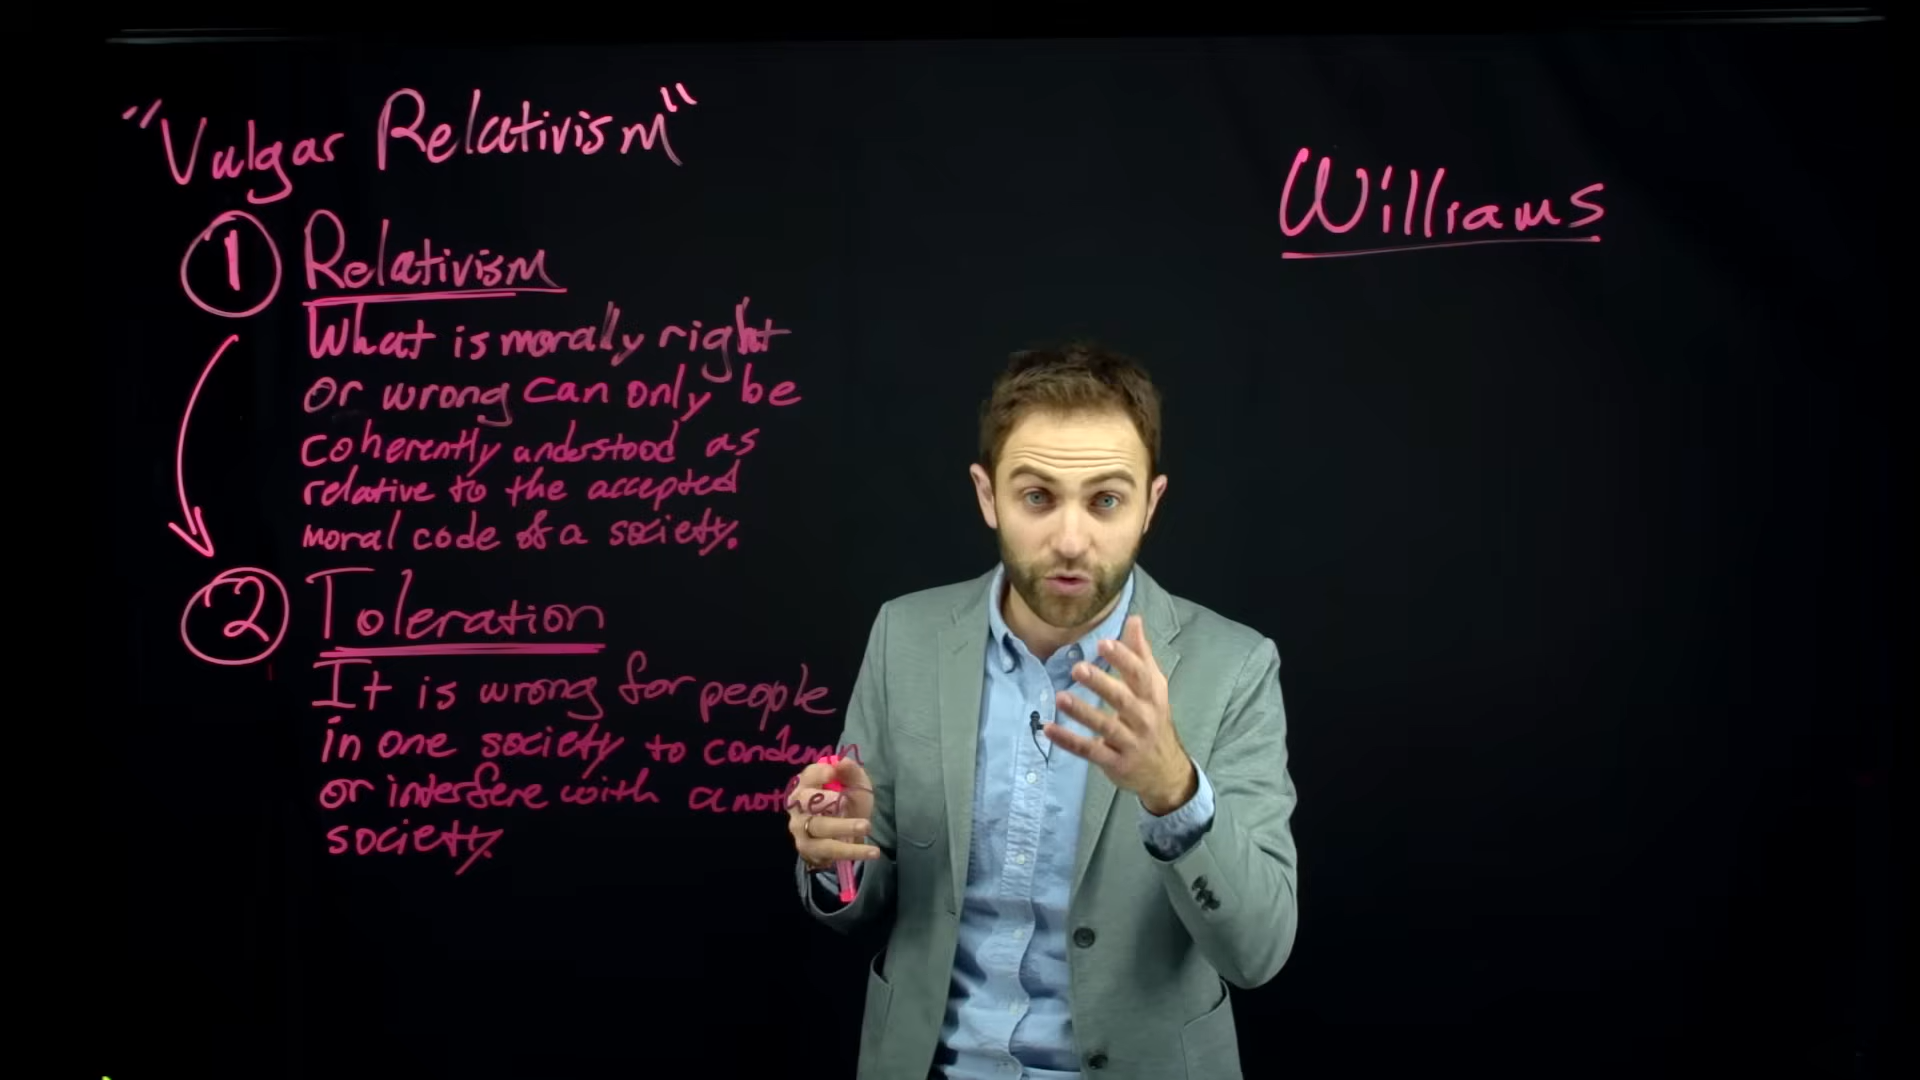 "Vulgar Relativism"
1 Relativism
What is morally right
or wrong can only be
coherently understood as
relative to the accepted
moral code of a society.
2 Toleration
It is wrong for people
in one society to condemn
or interfere with another
society.
Williams